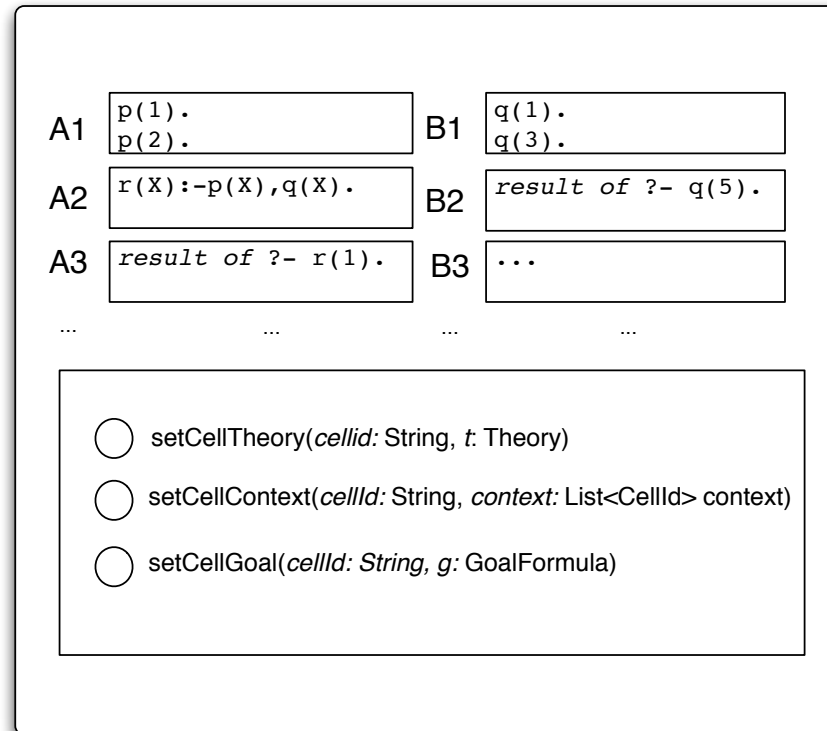 A1 p(1). B1 q(1).
p(2). q(3).
A2 r(X):-p(X),q(X). B2 result of ?- q(5).
A3 result of ?- r(1). B3 ...
... ... ... ...
setCellTheory(cellid: String, t: Theory)
setCellContext(cellId: String, context: List<CellId> context)
setCellGoal(cellId: String, g: GoalFormula)